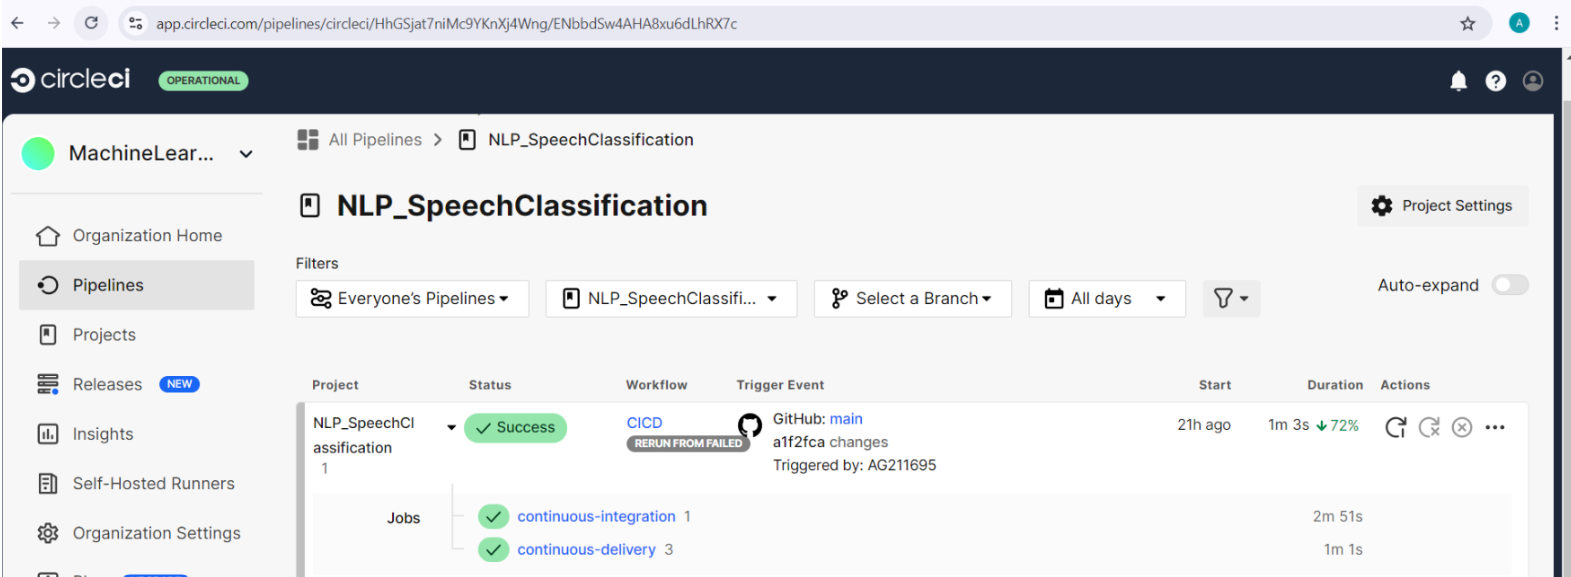 app.circleci.com/pipelines/circleci/HhGSjat7niMc9YKnXj4Wng/ENbbdSw4AHA8xu6dLhRX7c
A
circleci OPERATIONAL
?
MachineLear...
All Pipelines > NLP_SpeechClassification
NLP_SpeechClassification
Project Settings
Organization Home
Pipelines
Projects
Releases NEW
Insights
Self-Hosted Runners
Organization Settings
Filters
Everyone's Pipelines
NLP_SpeechClassifi...
Select a Branch
All days
Auto-expand
Project Status Workflow Trigger Event Start Duration Actions
NLP_SpeechCl
assification
1
Success
CICD
RERUN FROM FAILED
GitHub: main
a1f2fca changes
Triggered by: AG211695
21h ago
1m 3s ↓72%
Jobs
continuous-integration 1 2m 51s
continuous-delivery 3 1m 1s